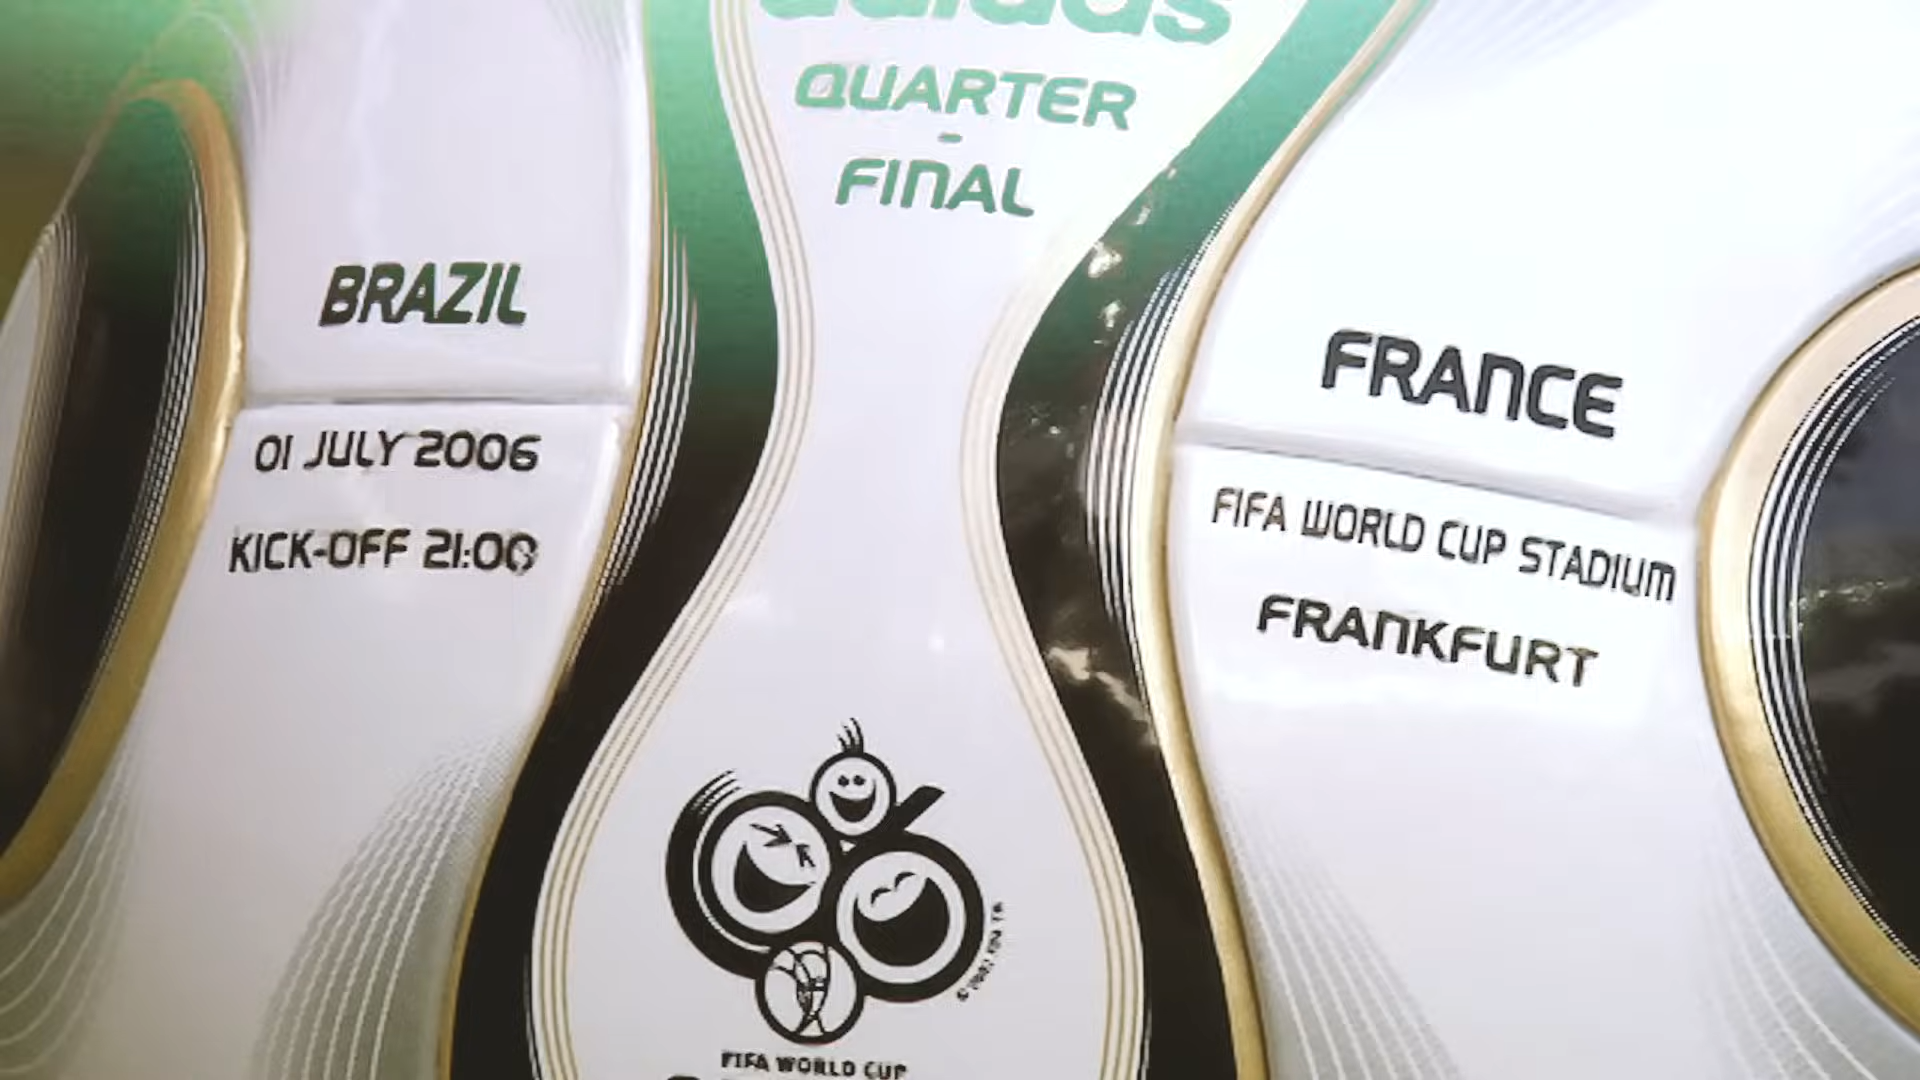 adidas
QUARTER
-
FINAL
BRAZIL
01 JULY 2006
KICK-OFF 21:00
FRANCE
FIFA WORLD CUP STADIUM
FRANKFURT
FIFA WORLD CUP